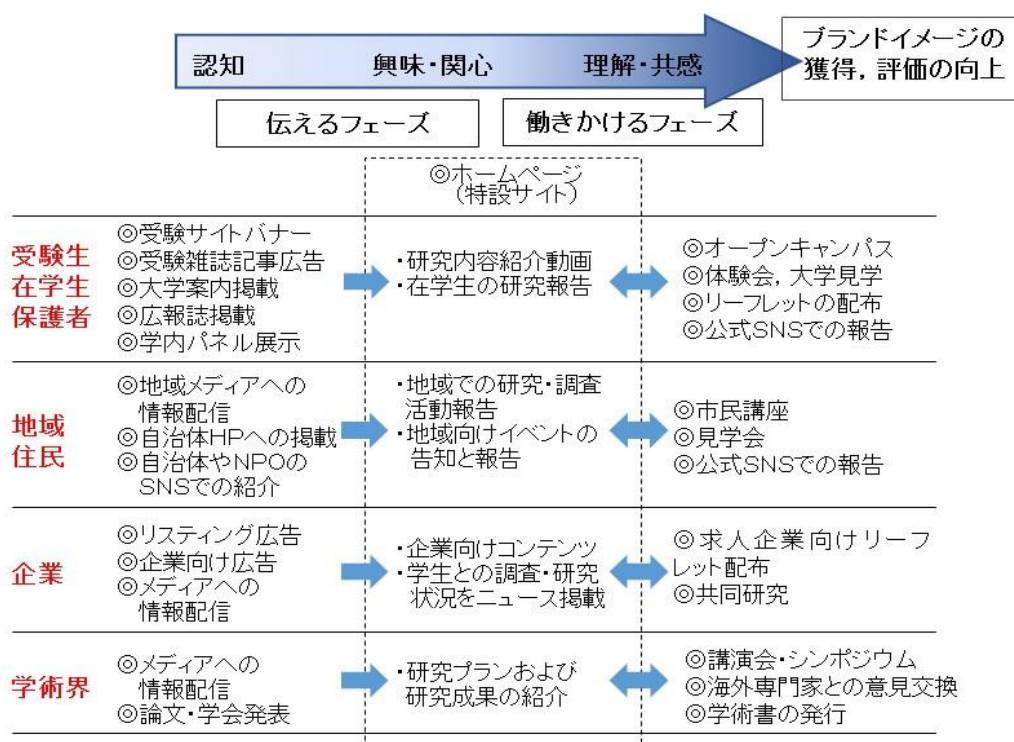 認知
興味・関心
理解・共感
ブランドイメージの
獲得，評価の向上
伝えるフェーズ
働きかけるフェーズ
◎ホームページ
（特設サイト）
受験生
在学生
保護者
◎受験サイトバナー
◎受験雑誌記事広告
◎大学案内掲載
◎広報誌掲載
◎学内パネル展示
・研究内容紹介動画
・在学生の研究報告
◎オープンキャンパス
◎体験会，大学見学
◎リーフレットの配布
◎公式SNSでの報告
地域
住民
◎地域メディアへの
情報配信
◎自治体HPへの掲載
◎自治体やNPOの
SNSでの紹介
・地域での研究・調査
活動報告
・地域向けイベントの
告知と報告
◎市民講座
◎見学会
◎公式SNSでの報告
企業
◎リスティング広告
◎企業向け広告
◎メディアへの
情報配信
・企業向けコンテンツ
・学生との調査・研究
状況をニュース掲載
◎求人企業向けリーフ
レット配布
◎共同研究
学術界
◎メディアへの
情報配信
◎論文・学会発表
・研究プランおよび
研究成果の紹介
◎講演会・シンポジウム
◎海外専門家との意見交換
◎学術書の発行